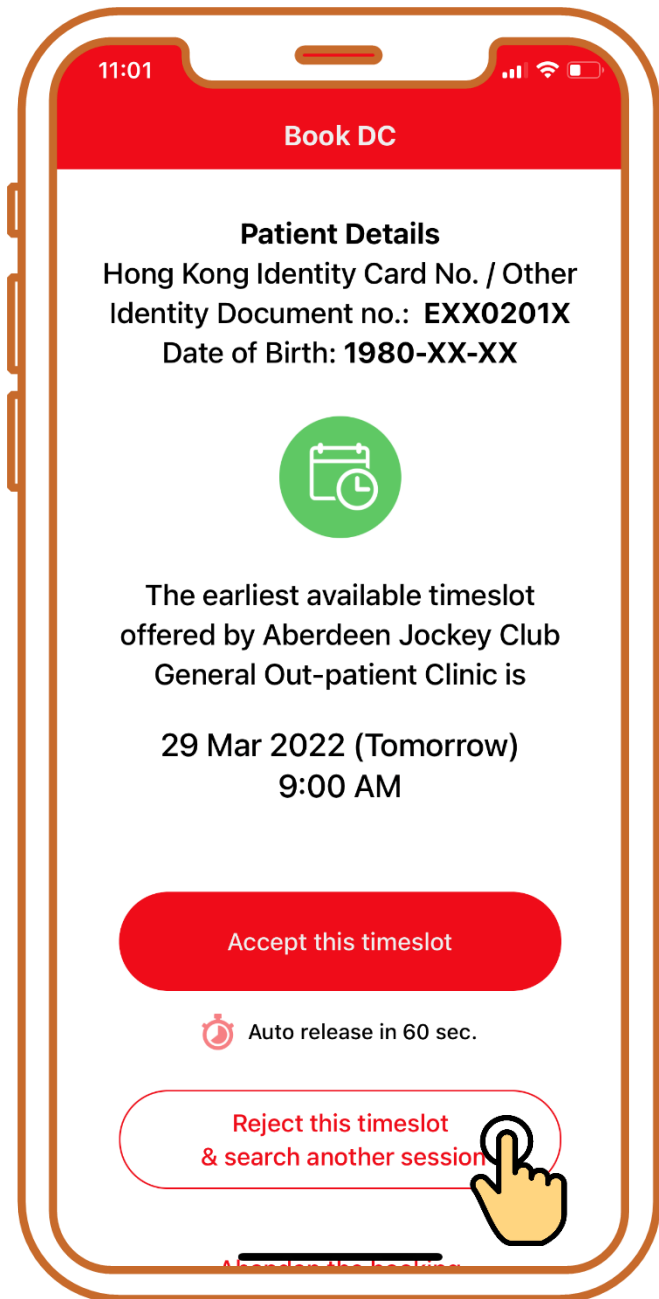 11:01
Book DC
Patient Details
Hong Kong Identity Card No. / Other
Identity Document no.: EXX0201X
Date of Birth: 1980-XX-XX
The earliest available timeslot
offered by Aberdeen Jockey Club
General Out-patient Clinic is
29 Mar 2022 (Tomorrow)
9:00 AM
Accept this timeslot
Auto release in 60 sec.
Reject this timeslot
& search another session
Abandon the booking